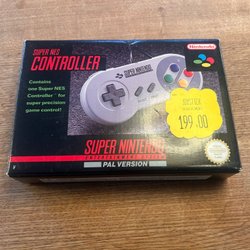 SUPER NES
CONTROLLER
Nintendo
Contains
one Super NES
Controller for
super precision
game control!
JOYSTICK
199.00
SUPER NINTENDO
ENTERTAINMENT SYSTEM
PAL VERSION